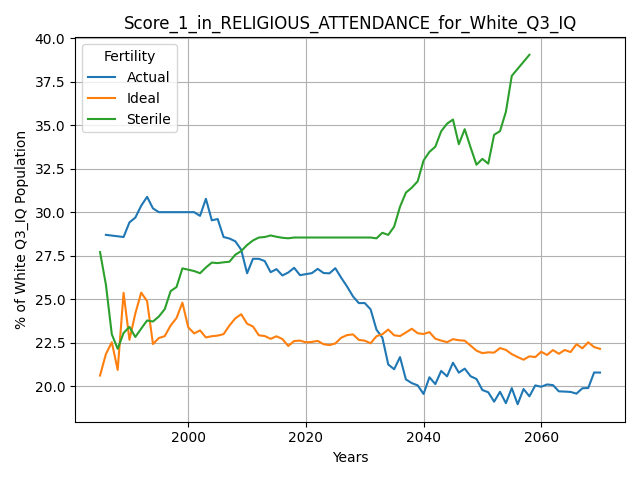 Score_1_in_RELIGIOUS_ATTENDANCE_for_White_Q3_IQ
% of White Q3_IQ Population
40.0
37.5
35.0
32.5
30.0
27.5
25.0
22.5
20.0
Fertility
Actual
Ideal
Sterile
2000
2020
2040
2060
Years